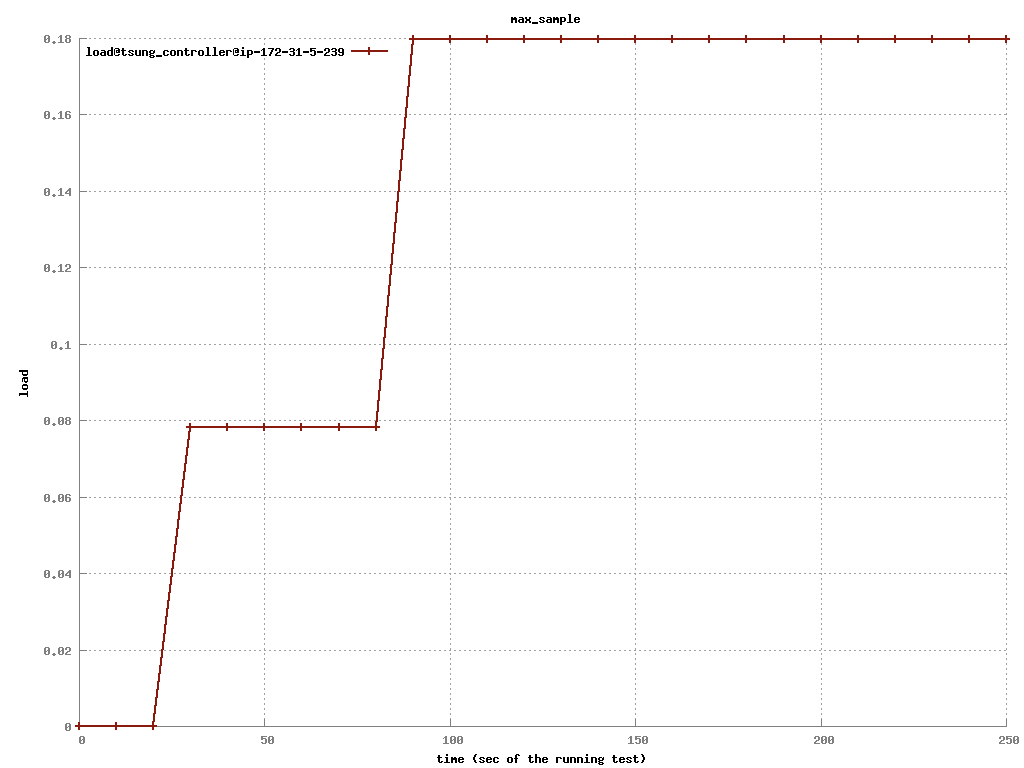 max_sample
load@tsung_controller@ip-172-31-5-239
0.18
0.16
0.14
0.12
0.1
0.08
0.06
0.04
0.02
0
load
0 50 100 150 200 250
time (sec of the running test)